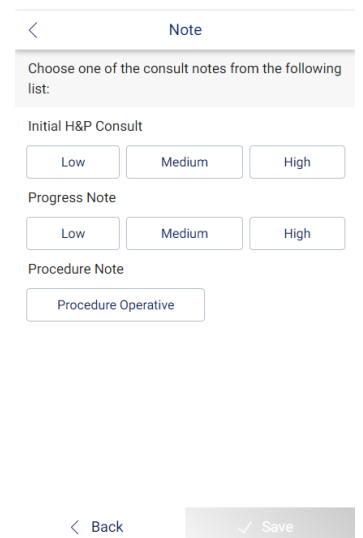 Note
Choose one of the consult notes from the following
list:
Initial H&P Consult
Low Medium High
Progress Note
Low Medium High
Procedure Note
Procedure Operative
Back Save